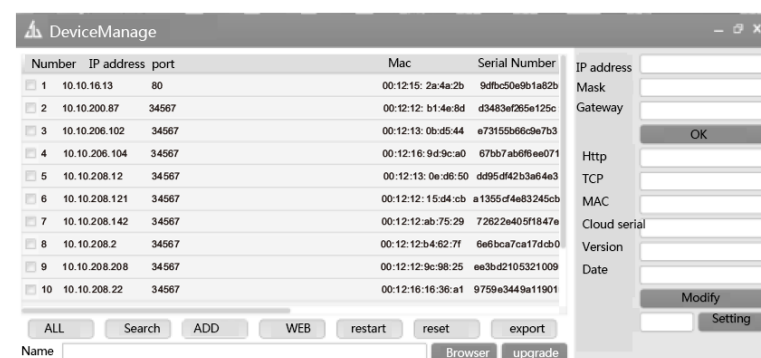 DeviceManage
Number IP address port Mac Serial Number
1 10.10.16.13 80 00:12:15: 2a:4a:2b 9dfbc50e9b1a82b
2 10.10.200.87 34567 00:12:12: b1:4e:8d d3483ef265e125c
3 10.10.206.102 34567 00:12:13: 0b:d5:44 e73155b66c9e7b3
4 10.10.206.104 34567 00:12:16: 9d:9c:a0 67bb7ab6f6ee071
5 10.10.208.12 34567 00:12:13: 0e:d6:50 dd95df42b3a64e3
6 10.10.208.121 34567 00:12:12: 15:d4:cb a1355cf4e83245cb
7 10.10.208.142 34567 00:12:12:ab:75:29 72622e405f1847e
8 10.10.208.2 34567 00:12:12:b4:62:7f 6e6bca7ca17dcb0
9 10.10.208.208 34567 00:12:12:9c:98:25 ee3bd2105321009
10 10.10.208.22 34567 00:12:16:16:36:a1 9759e3449a11901
ALL Search ADD WEB restart reset export
Name Browser upgrade
IP address
Mask
Gateway
OK
Http
TCP
MAC
Cloud serial
Version
Date
Modify
Setting